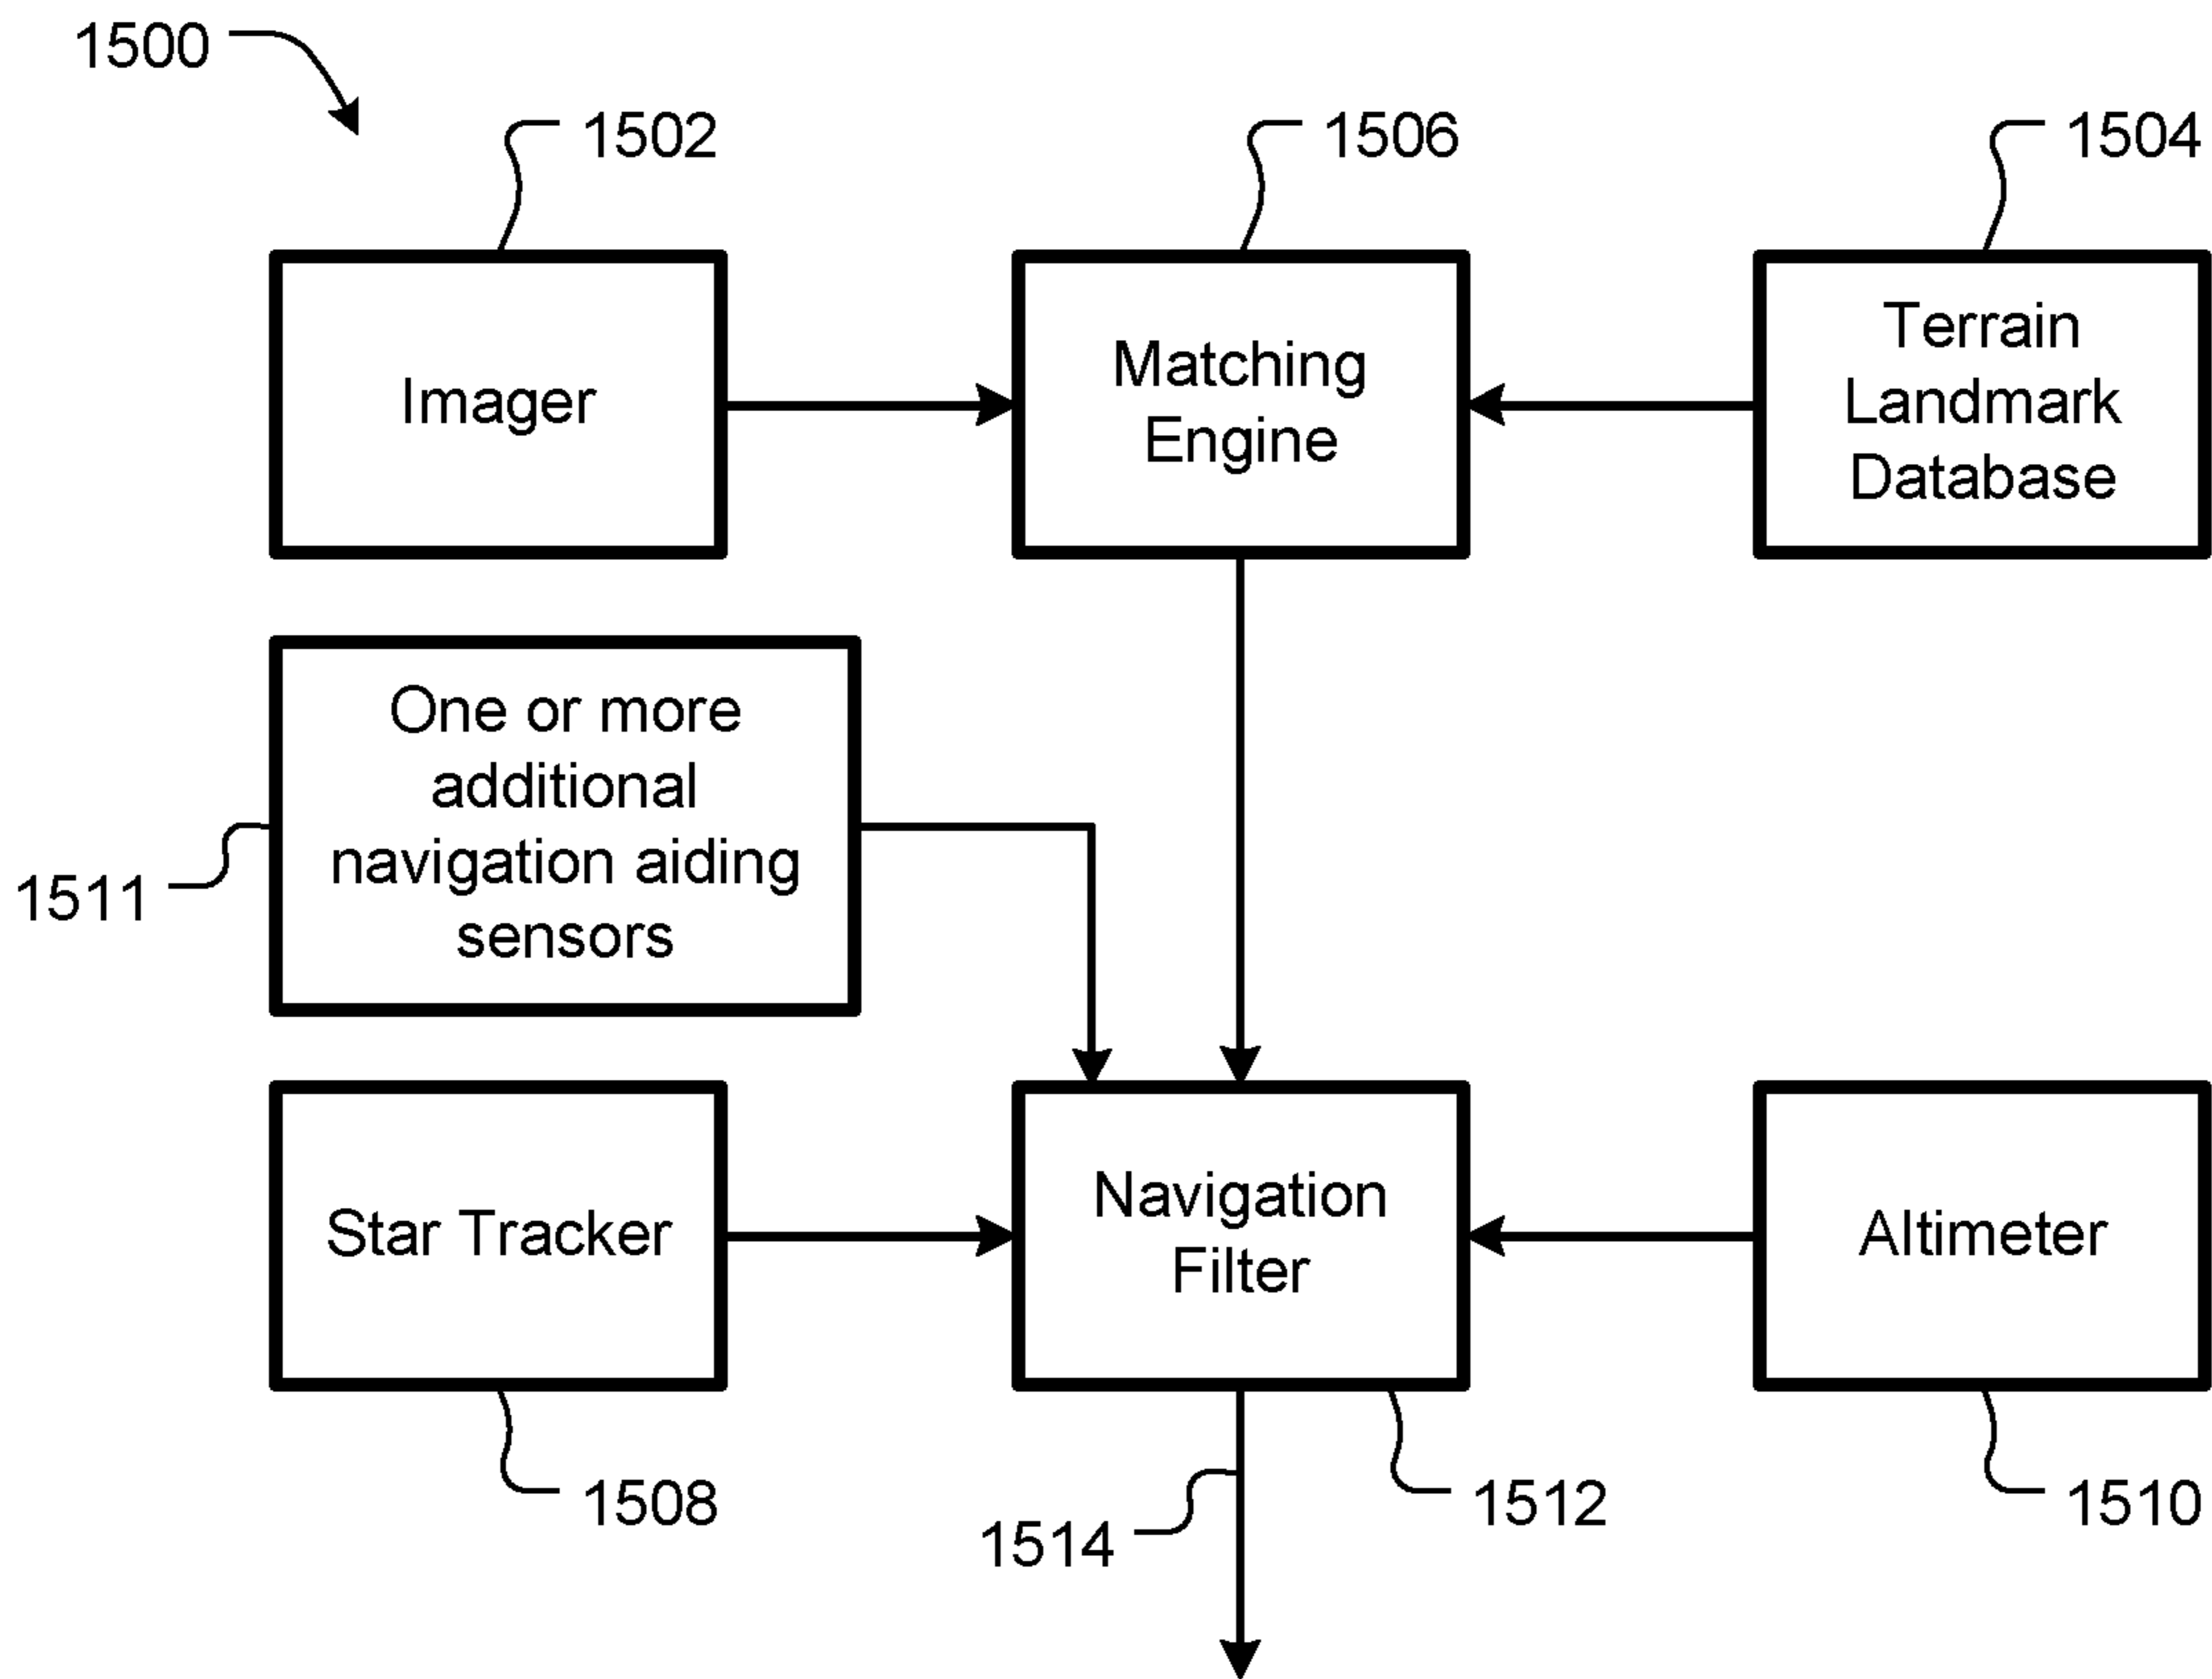 1500
1502
1506
1504
Imager
Matching
Engine
Terrain
Landmark
Database
One or more
additional
navigation aiding
sensors
1511
Star Tracker
Navigation
Filter
Altimeter
1508
1514
1512
1510